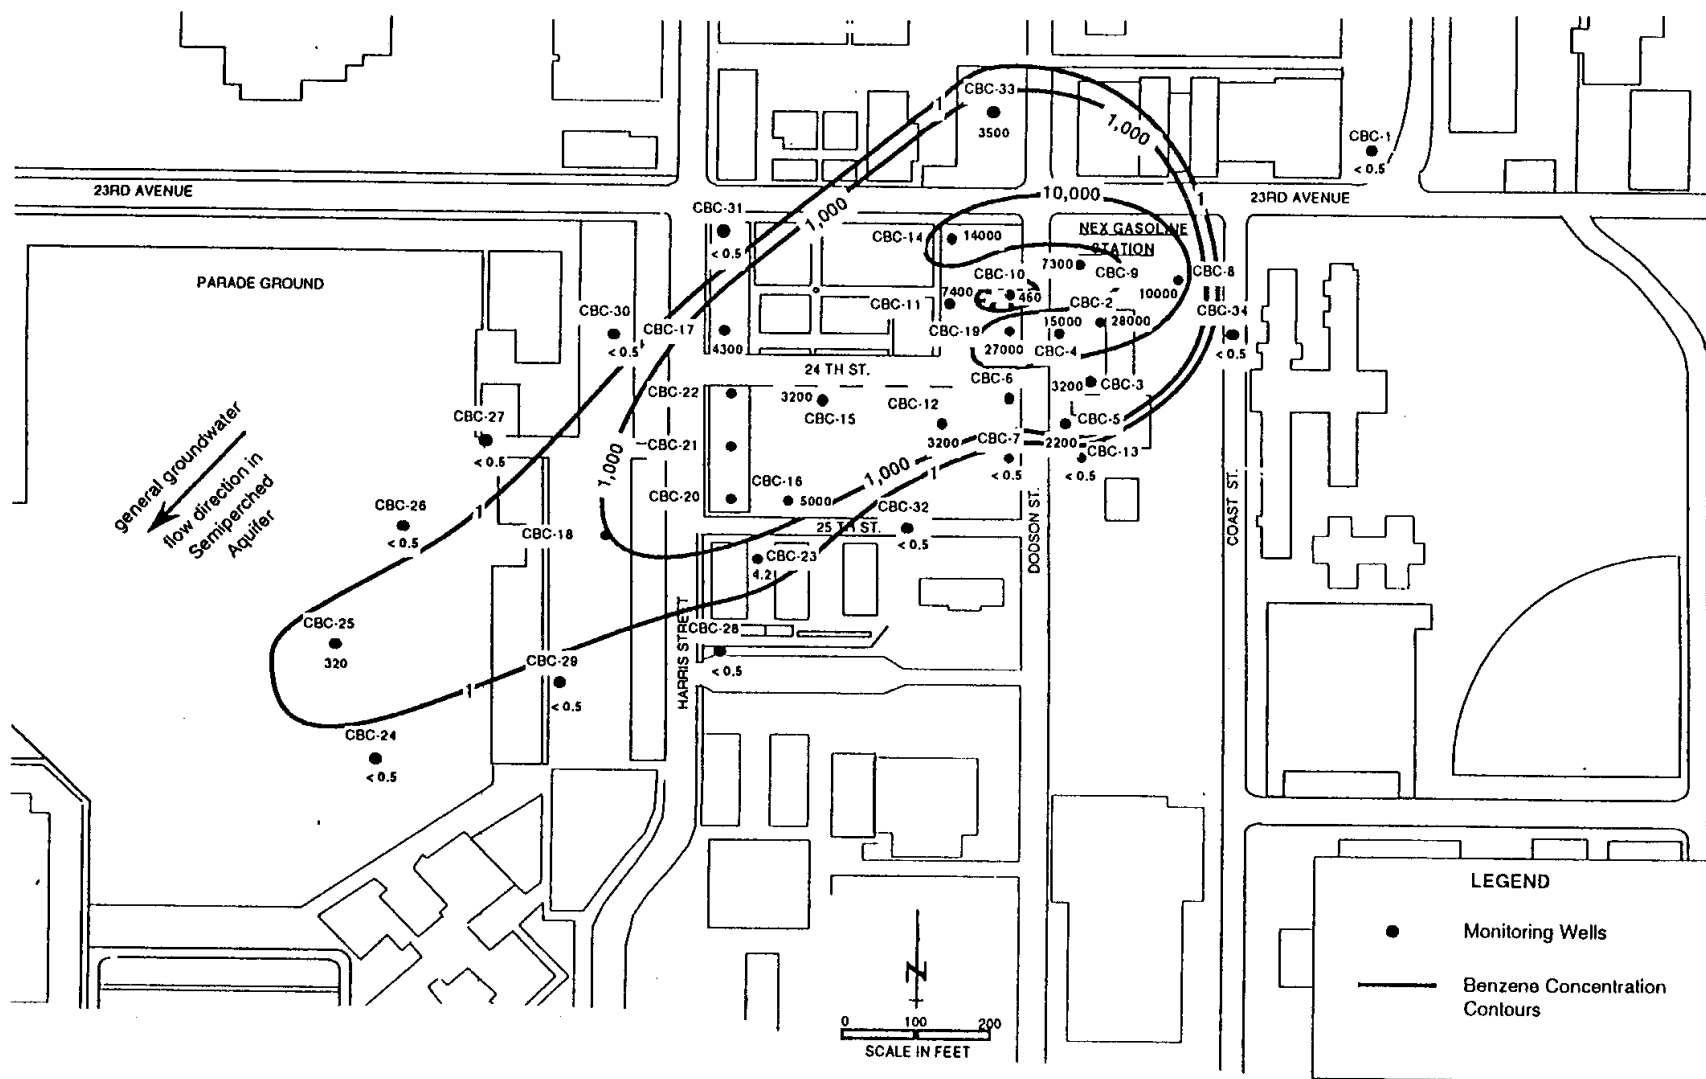 CBC-33
3500
1
1,000
CBC-1
< 0.5
23RD AVENUE
10,000
1
23RD AVENUE
CBC-31
< 0.5
1,000
CBC-14
14000
NEX GASOLINE
STATION
PARADE GROUND
7300
CBC-9
CBC-8
CBC-10
10000
7400
460
CBC-11
CBC-2
28000
CBC-30
< 0.5
CBC-17
4300
CBC-19
27000
15000
CBC-4
CBC-34
< 0.5
24 TH ST.
CBC-6
3200
CBC-3
CBC-22
3200
CBC-15
CBC-12
3200
CBC-5
2200
CBC-27
< 0.5
CBC-21
CBC-7
< 0.5
CBC-13
< 0.5
general groundwater
flow direction in
Semiperched
Aquifer
1,000
1,000
1
CBC-16
5000
CBC-20
CBC-26
< 0.5
1
CBC-18
25 TH ST.
CBC-32
< 0.5
DODSON ST.
COAST ST.
CBC-23
4.2
CBC-25
320
HARRIS STREET
CBC-28
< 0.5
CBC-29
< 0.5
1
CBC-24
< 0.5
LEGEND
Monitoring Wells
Benzene Concentration
Contours
N
0 100 200
SCALE IN FEET